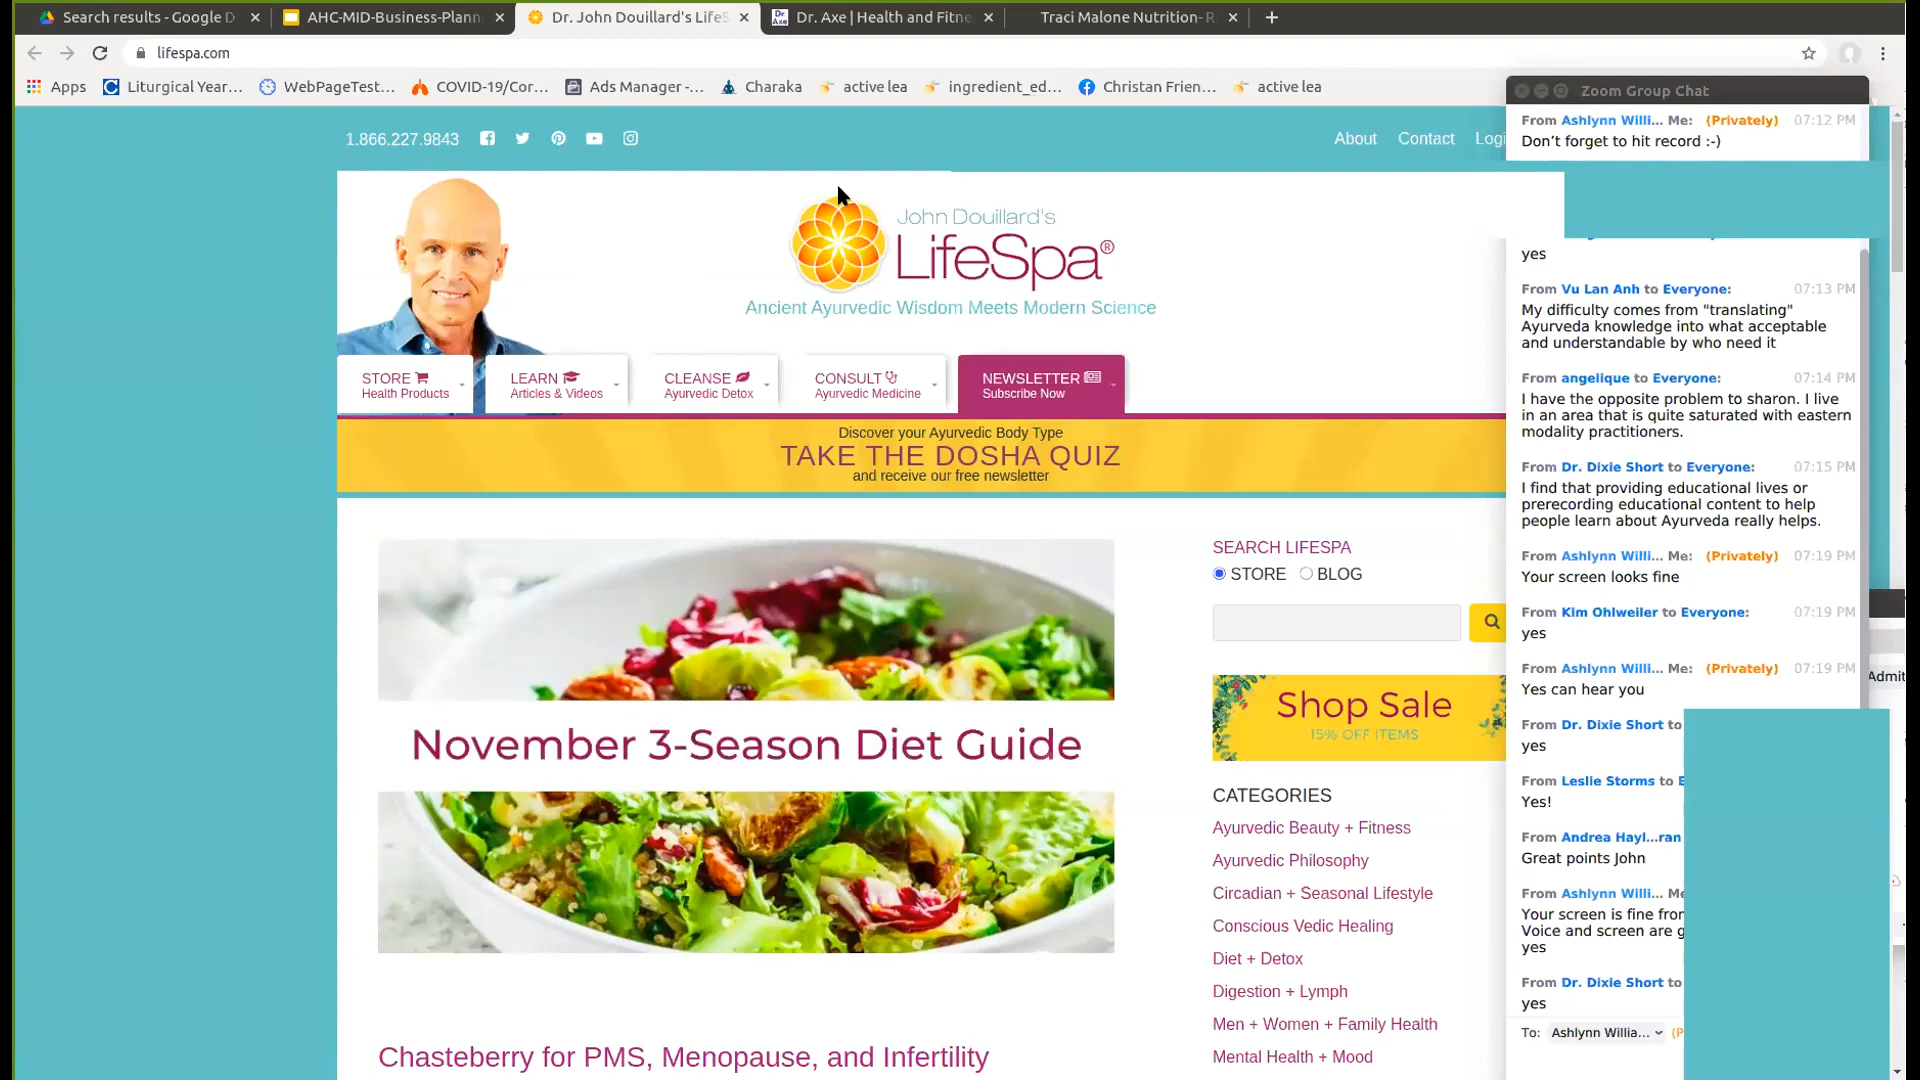 Search results - Google D
AHC-MID-Business-Plann
Dr. John Douillard's LifeS
Dr. Axe | Health and Fitne
Traci Malone Nutrition- R
lifespa.com
Apps
Liturgical Year...
WebPageTest...
COVID-19/Cor...
Ads Manager -...
Charaka
active lea
ingredient_ed...
Christan Frien...
active lea
1.866.227.9843
About
Contact
Logi
John Douillard's
LifeSpa®
Ancient Ayurvedic Wisdom Meets Modern Science
STORE
Health Products
LEARN
Articles & Videos
CLEANSE
Ayurvedic Detox
CONSULT
Ayurvedic Medicine
NEWSLETTER
Subscribe Now
Discover your Ayurvedic Body Type
TAKE THE DOSHA QUIZ
and receive our free newsletter
November 3-Season Diet Guide
Chasteberry for PMS, Menopause, and Infertility
SEARCH LIFESPA
STORE BLOG
Shop Sale
15% OFF ITEMS
CATEGORIES
Ayurvedic Beauty + Fitness
Ayurvedic Philosophy
Circadian + Seasonal Lifestyle
Conscious Vedic Healing
Diet + Detox
Digestion + Lymph
Men + Women + Family Health
Mental Health + Mood
Zoom Group Chat
From Ashlynn Willi... Me: (Privately) 07:12 PM
Don't forget to hit record :-)
yes
From Vu Lan Anh to Everyone: 07:13 PM
My difficulty comes from "translating"
Ayurveda knowledge into what acceptable
and understandable by who need it
From angelique to Everyone: 07:14 PM
I have the opposite problem to sharon. I live
in an area that is quite saturated with eastern
modality practitioners.
From Dr. Dixie Short to Everyone: 07:15 PM
I find that providing educational lives or
prerecording educational content to help
people learn about Ayurveda really helps.
From Ashlynn Willi... Me: (Privately) 07:19 PM
Your screen looks fine
From Kim Ohlweiler to Everyone: 07:19 PM
yes
From Ashlynn Willi... Me: (Privately) 07:19 PM
Yes can hear you
From Dr. Dixie Short to
yes
From Leslie Storms to E
Yes!
From Andrea Hayl...ran
Great points John
From Ashlynn Willi... Me
Your screen is fine fror
Voice and screen are g
yes
From Dr. Dixie Short to
yes
To: Ashlynn Willia... (P
Admit